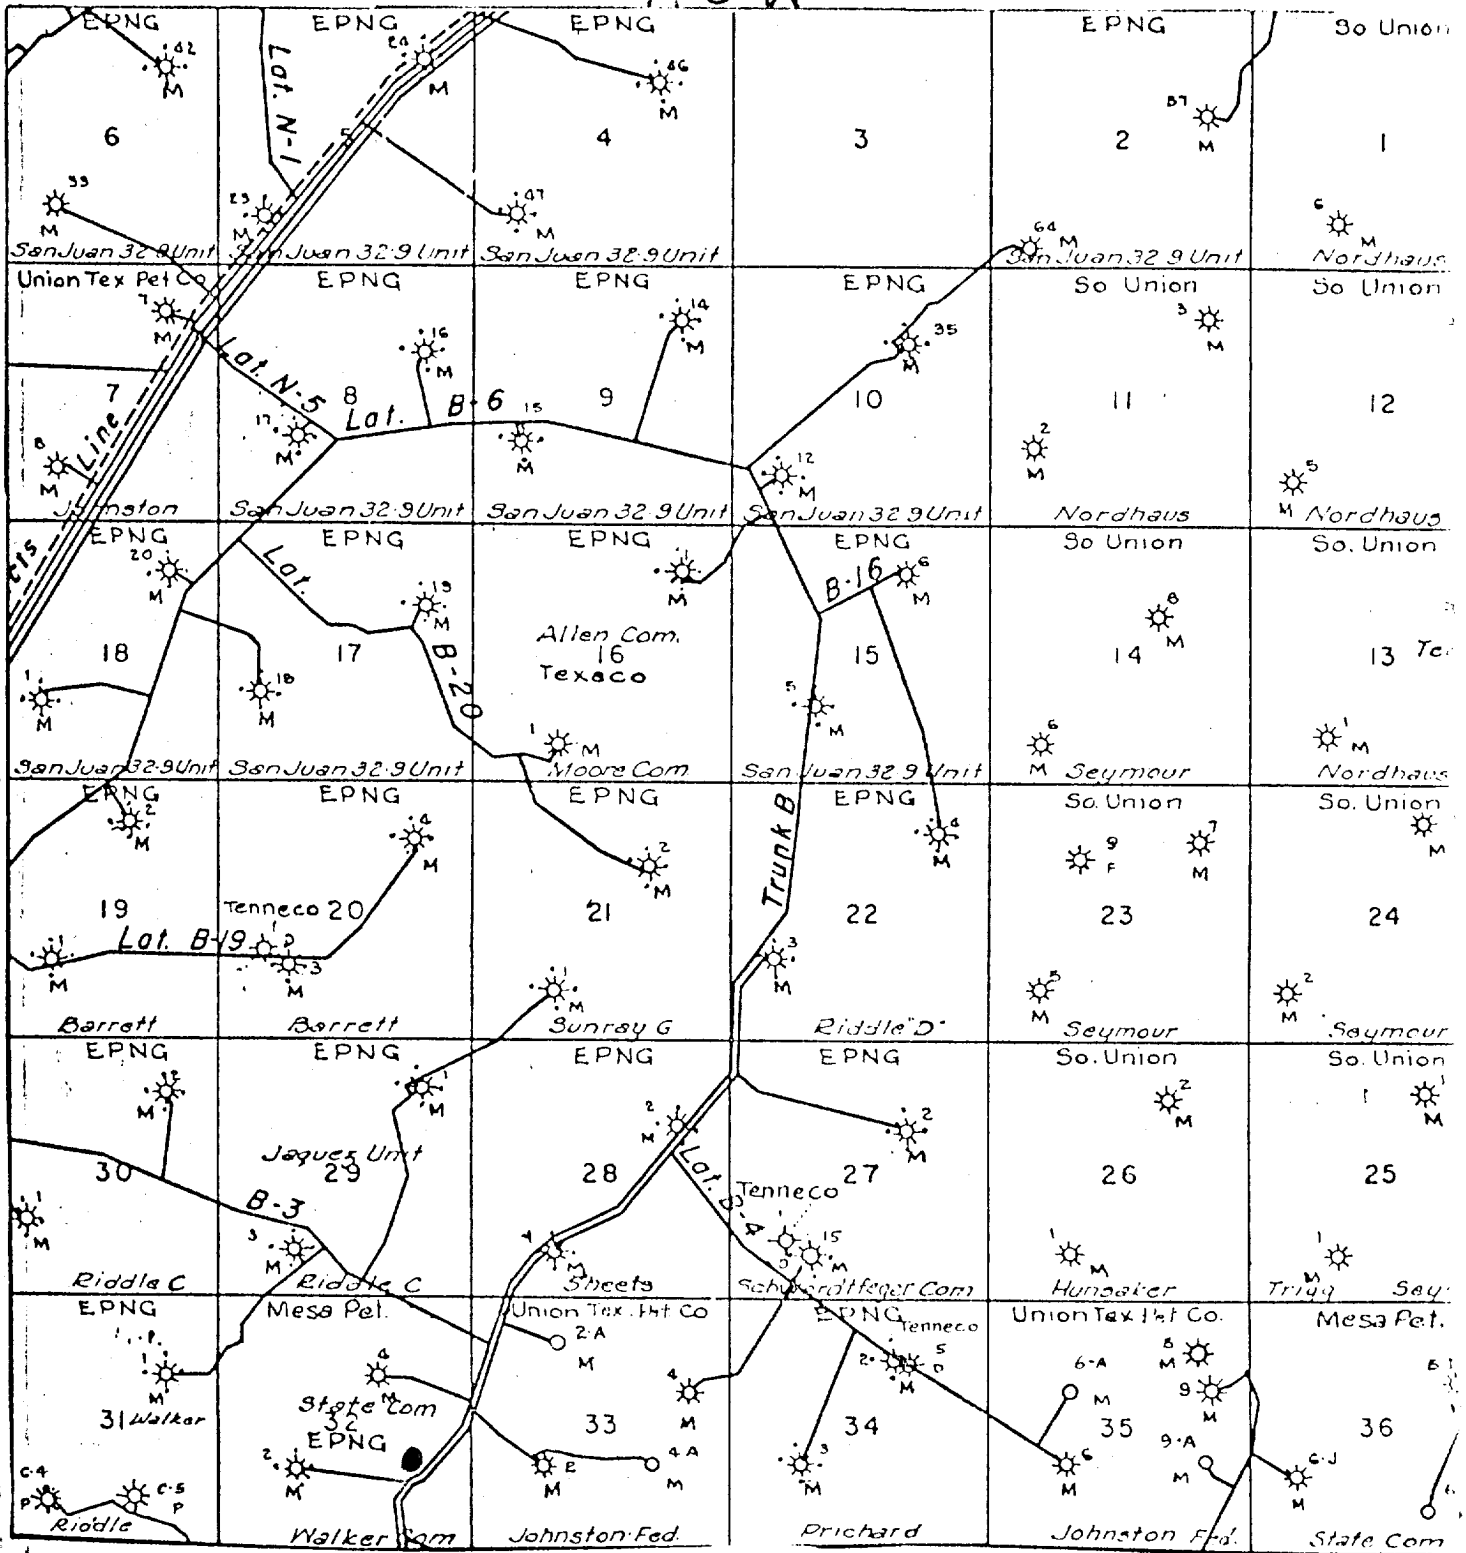 EPNG
42
M
6
33
M
San Juan 32-9 Unit
EPNG
Lat. N-1
24
M
5
23
M
San Juan 32-9 Unit
EPNG
46
M
4
47
M
San Juan 32-9 Unit
3
EPNG
37
M
2
64 M
San Juan 32 9 Unit
So Union
1
6
M
Nordhaus
Union Tex Pet Co
7
M
7
Line
8
M
Johnston
EPNG
16
M
Lat. N-5
8
Lat. B-6
17
M
San Juan 32-9 Unit
EPNG
14
M
9
15
M
San Juan 32-9 Unit
EPNG
35
M
10
12
M
San Juan 32 9 Unit
So Union
3
M
11
2
M
Nordhaus
So Union
12
5
M
Nordhaus
cts
EPNG
20
M
18
1
M
San Juan 32-9 Unit
EPNG
Lat.
19
M
17
B-20
18
M
San Juan 32-9 Unit
EPNG
1
M
Allen Com.
16
Texaco
1
M
Moore Com
EPNG
B-16
6
M
15
5
M
San Juan 32 9 Unit
So Union
8
M
14
6
M
Seymour
So. Union
13
1
M
Nordhaus
EPNG
2
M
19
Lat. B-19
1
M
Barrett
EPNG
4
M
Tenneco 20
1
D
3
M
Barrett
EPNG
2
M
21
1
M
Sunray G
EPNG
Trunk B
4
M
22
3
M
Riddle "D"
So. Union
9
F
7
M
23
5
M
Seymour
So. Union
M
24
2
M
Seymour
EPNG
2
M
30
1
M
Riddle C
EPNG
1
M
Jaques Unit
29
B-3
3
M
Riddle C
EPNG
2
M
28
4
M
Sheets
EPNG
2
M
27
Lat. B-4
Tenneco
1
D
15
M
Schwerdtfeger Com
So. Union
2
M
26
1
M
Hunsaker
So. Union
1
M
25
1
M
Trigg
EPNG
1
M
31 Walker
C-4
P
C-5
P
Riddle
Mesa Pet.
4
M
State Com
32
EPNG
2
M
Walker Com
Union Tex. Pet Co
2-A
M
4
M
33
2
M
4-A
M
Johnston Fed.
EPNG
Tenneco
2
M
5
D
34
3
M
Prichard
Union Tex Pet Co.
8
M
6-A
M
9
M
35
9-A
M
6
M
Johnston Fed.
Mesa Pet.
36
6-J
M
State Com